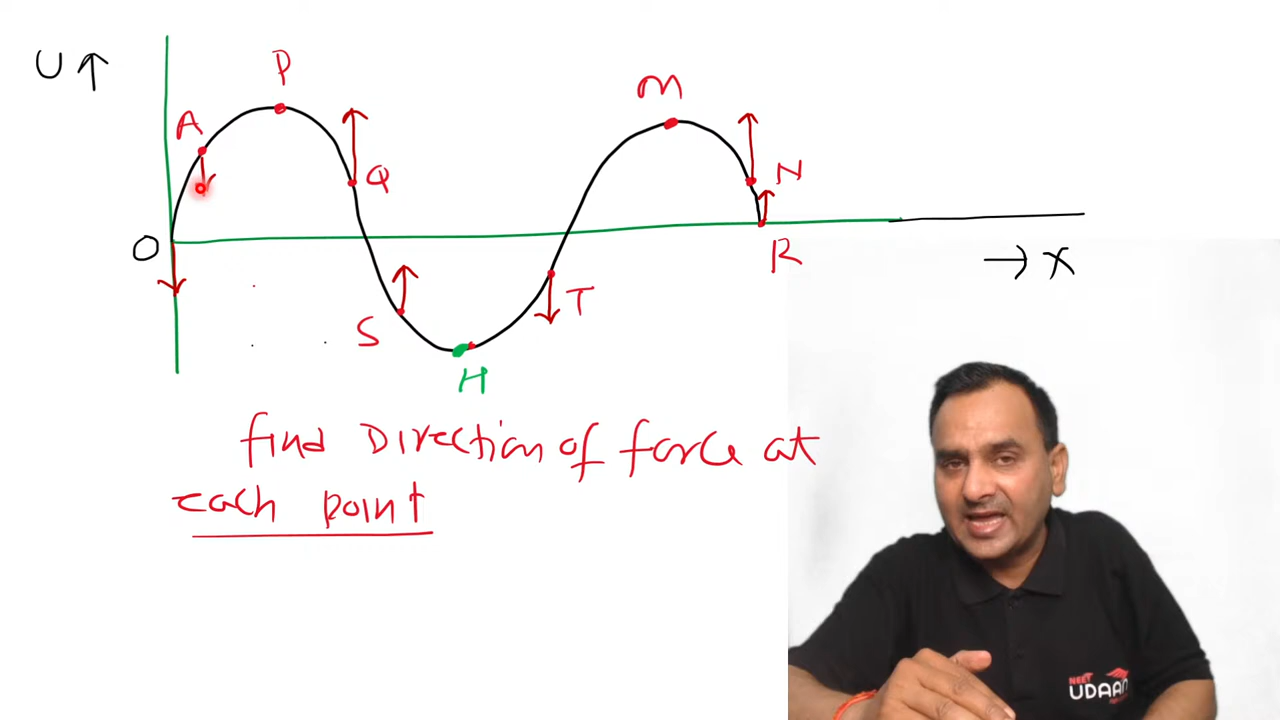 U↑
P
A
Q
M
N
O
R
→ x
S
T
H
find Direction of force at
each point
NEET
UDAAN